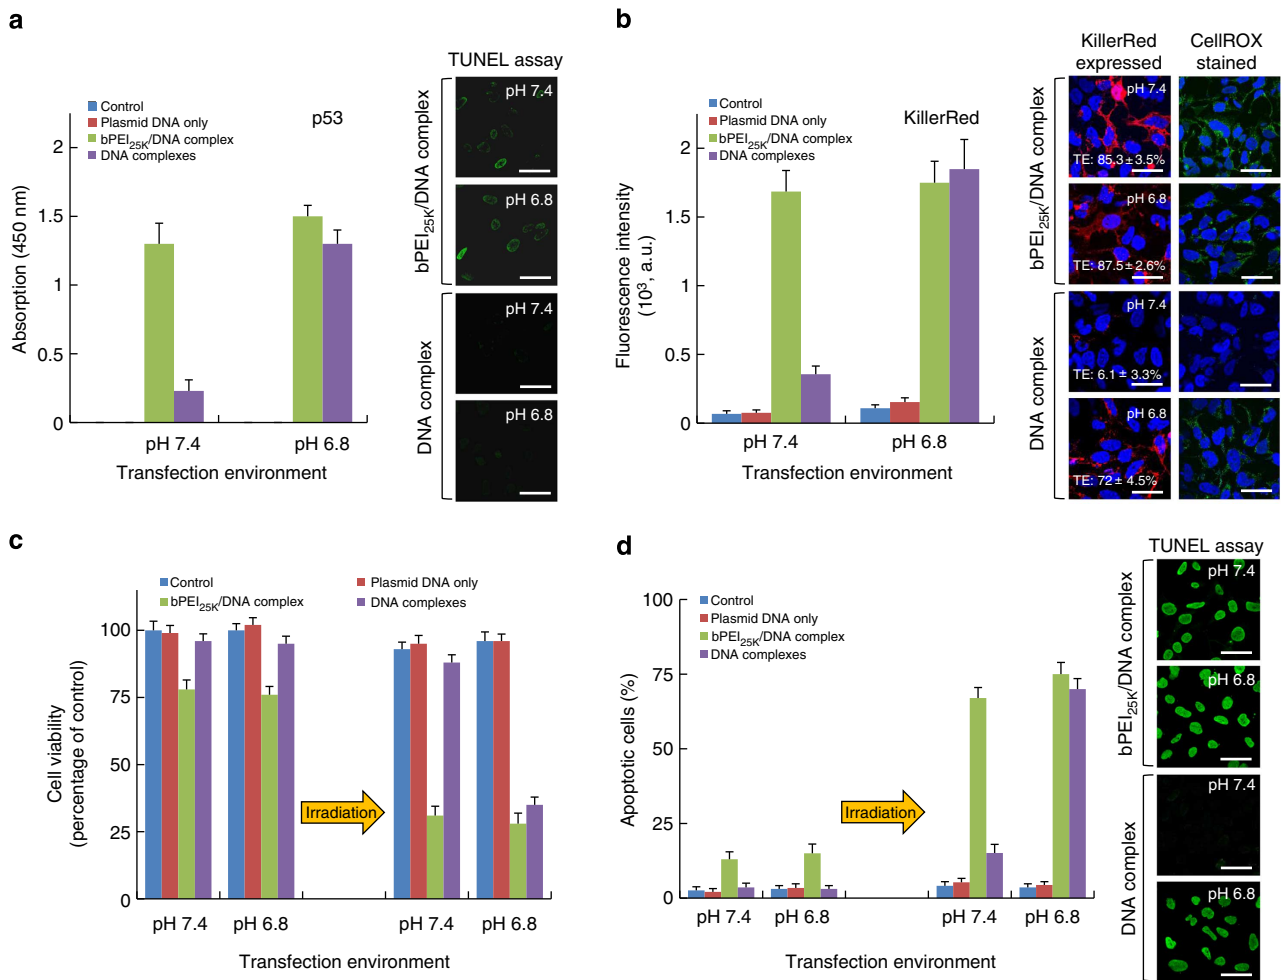 a
Control
Plasmid DNA only
bPEI25K/DNA complex
DNA complexes
p53
2
1.5
1
0.5
0
Absorption (450 nm)
pH 7.4
pH 6.8
Transfection environment
TUNEL assay
bPEI25K/DNA complex
pH 7.4
pH 6.8
DNA complex
pH 7.4
pH 6.8
b
Control
Plasmid DNA only
bPEI25K/DNA complex
DNA complexes
KillerRed
2
1.5
1
0.5
0
Fluorescence intensity
(10³, a.u.)
pH 7.4
pH 6.8
Transfection environment
KillerRed
expressed
CellROX
stained
bPEI25K/DNA complex
pH 7.4
TE: 85.3 ± 3.5%
pH 6.8
TE: 87.5 ± 2.6%
DNA complex
pH 7.4
TE: 6.1 ± 3.3%
pH 6.8
TE: 72 ± 4.5%
c
Control
Plasmid DNA only
bPEI25K/DNA complex
DNA complexes
100
75
50
25
0
Cell viability
(percentage of control)
Irradiation
pH 7.4
pH 6.8
pH 7.4
pH 6.8
Transfection environment
d
Control
Plasmid DNA only
bPEI25K/DNA complex
DNA complexes
100
75
50
25
0
Apoptotic cells (%)
Irradiation
pH 7.4
pH 6.8
pH 7.4
pH 6.8
Transfection environment
TUNEL assay
bPEI25K/DNA complex
pH 7.4
pH 6.8
DNA complex
pH 7.4
pH 6.8